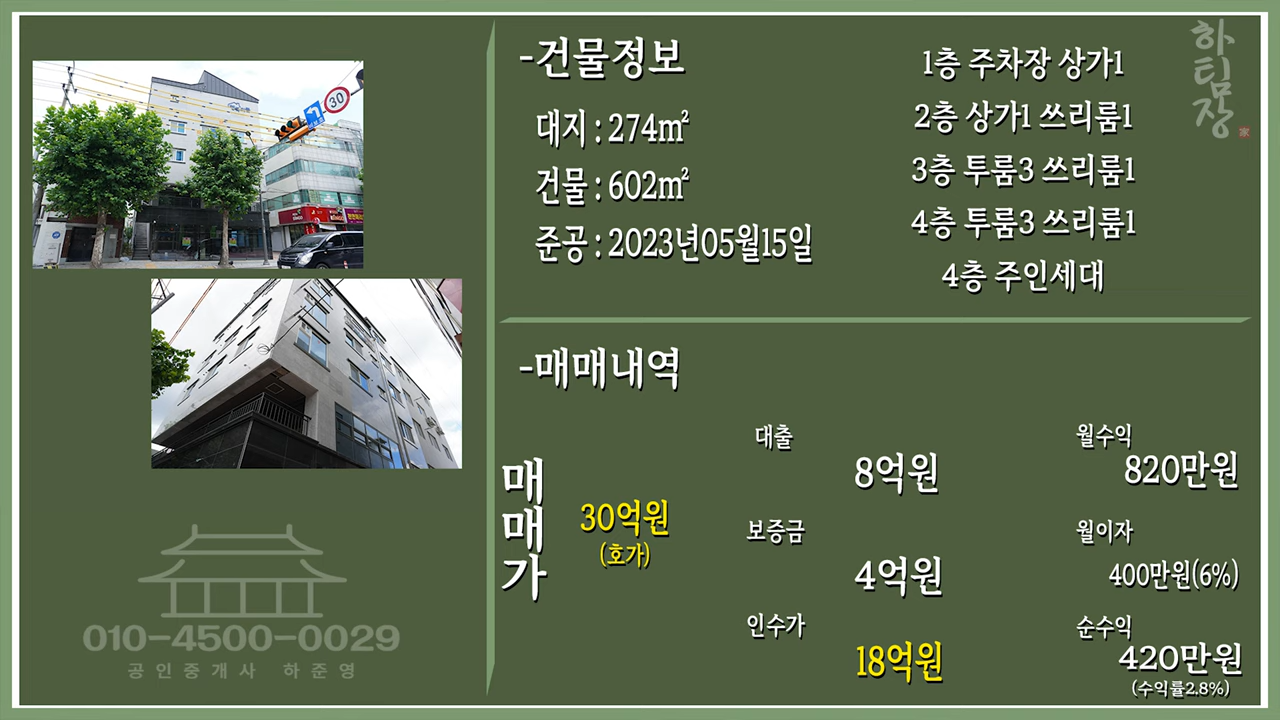 -건물정보
대지 : 274㎡
건물 : 602㎡
준공 : 2023년05월15일
1층 주차장 상가1
2층 상가1 쓰리룸1
3층 투룸3 쓰리룸1
4층 투룸3 쓰리룸1
4층 주인세대
하팀장
家
30
-매매내역
매매가
30억원
(호가)
대출
8억원
보증금
4억원
인수가
18억원
월수익
820만원
월이자
400만원(6%)
순수익
420만원
(수익률2.8%)
010-4500-0029
공인중개사 하준영